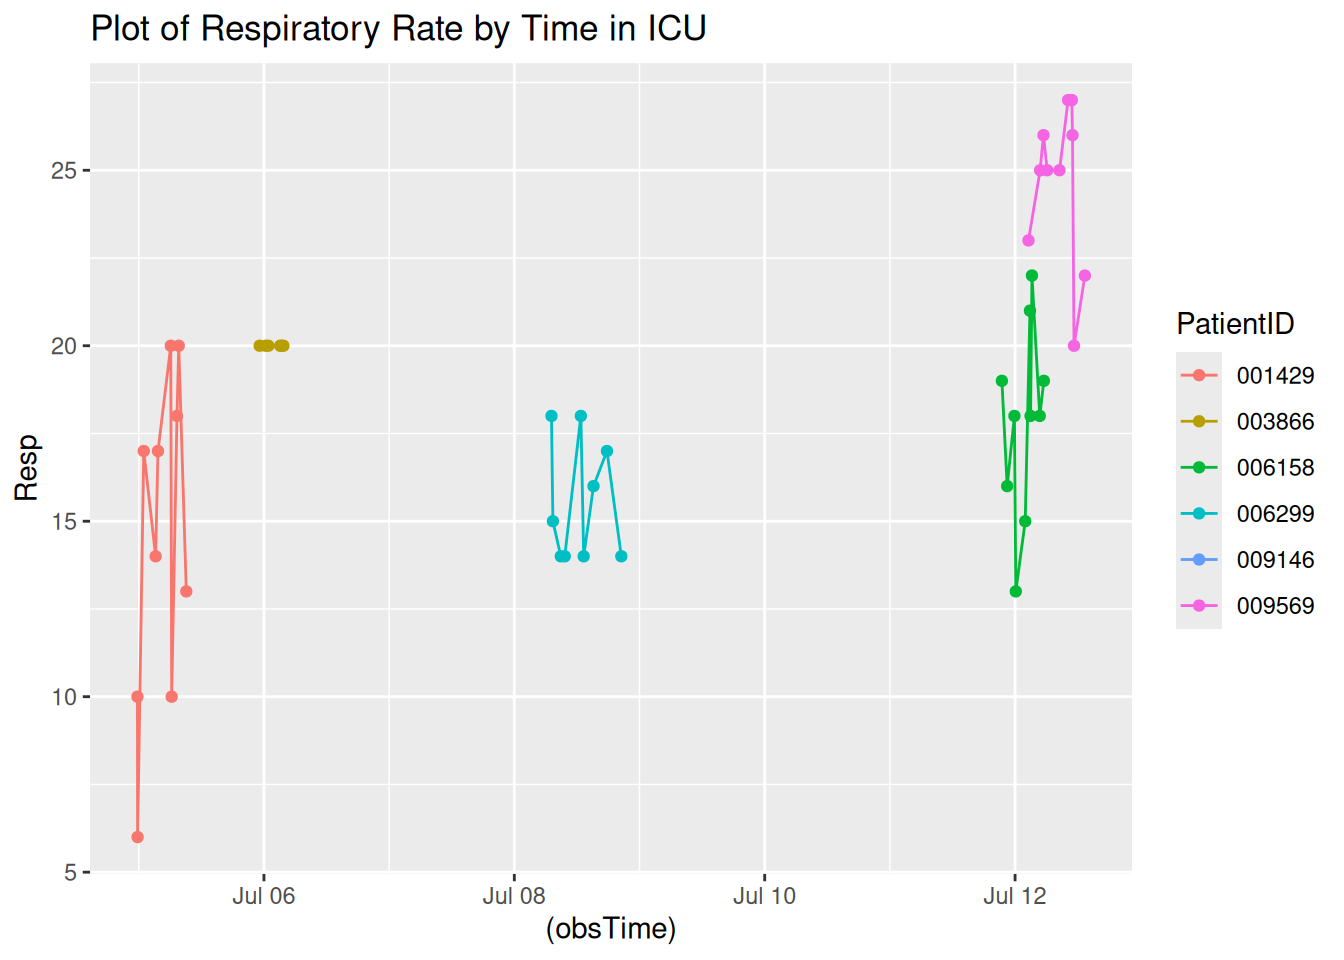 Plot of Respiratory Rate by Time in ICU
25
20
15
10
5
Resp
Jul 06
Jul 08
Jul 10
Jul 12
(obsTime)
PatientID
001429
003866
006158
006299
009146
009569